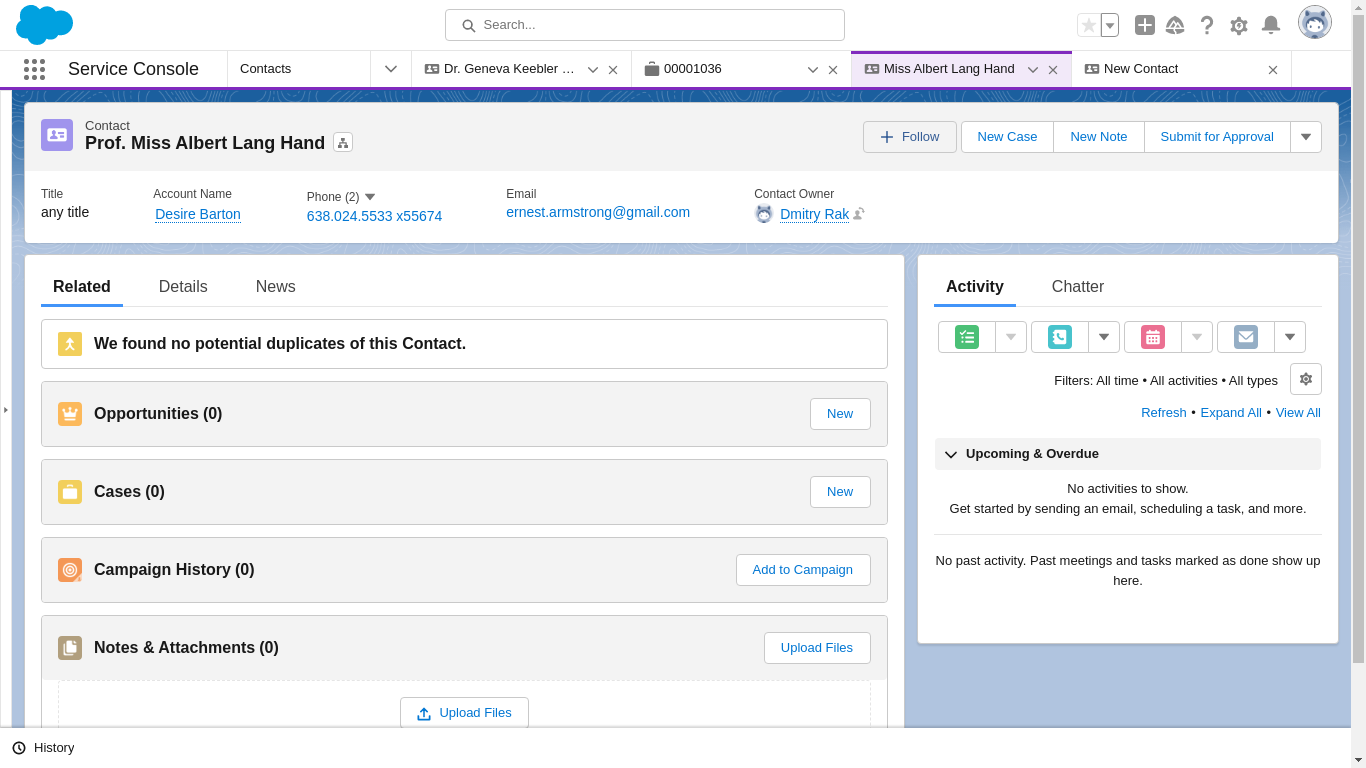 Search...
Service Console
Contacts
Dr. Geneva Keebler ...
00001036
Miss Albert Lang Hand
New Contact
Contact
Prof. Miss Albert Lang Hand
Follow
New Case
New Note
Submit for Approval
Title
Account Name
Phone (2)
Email
Contact Owner
any title
Desire Barton
638.024.5533 x55674
ernest.armstrong@gmail.com
Dmitry Rak
Related
Details
News
We found no potential duplicates of this Contact.
Opportunities (0)
New
Cases (0)
New
Campaign History (0)
Add to Campaign
Notes & Attachments (0)
Upload Files
Upload Files
Activity
Chatter
Filters: All time • All activities • All types
Refresh • Expand All • View All
Upcoming & Overdue
No activities to show.
Get started by sending an email, scheduling a task, and more.
No past activity. Past meetings and tasks marked as done show up
here.
History